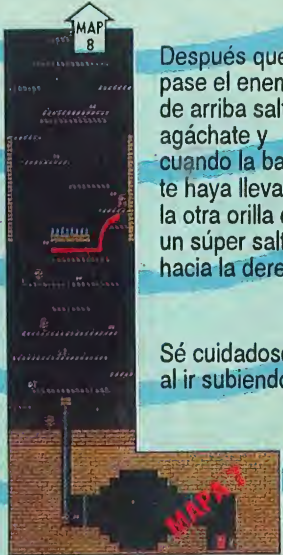 MAP
8
Después que
pase el enem
de arriba salt
agáchate y
cuando la ba
te haya lleva
la otra orilla
un súper salt
hacia la dere
Sé cuidados
al ir subiendo
MAPA 7